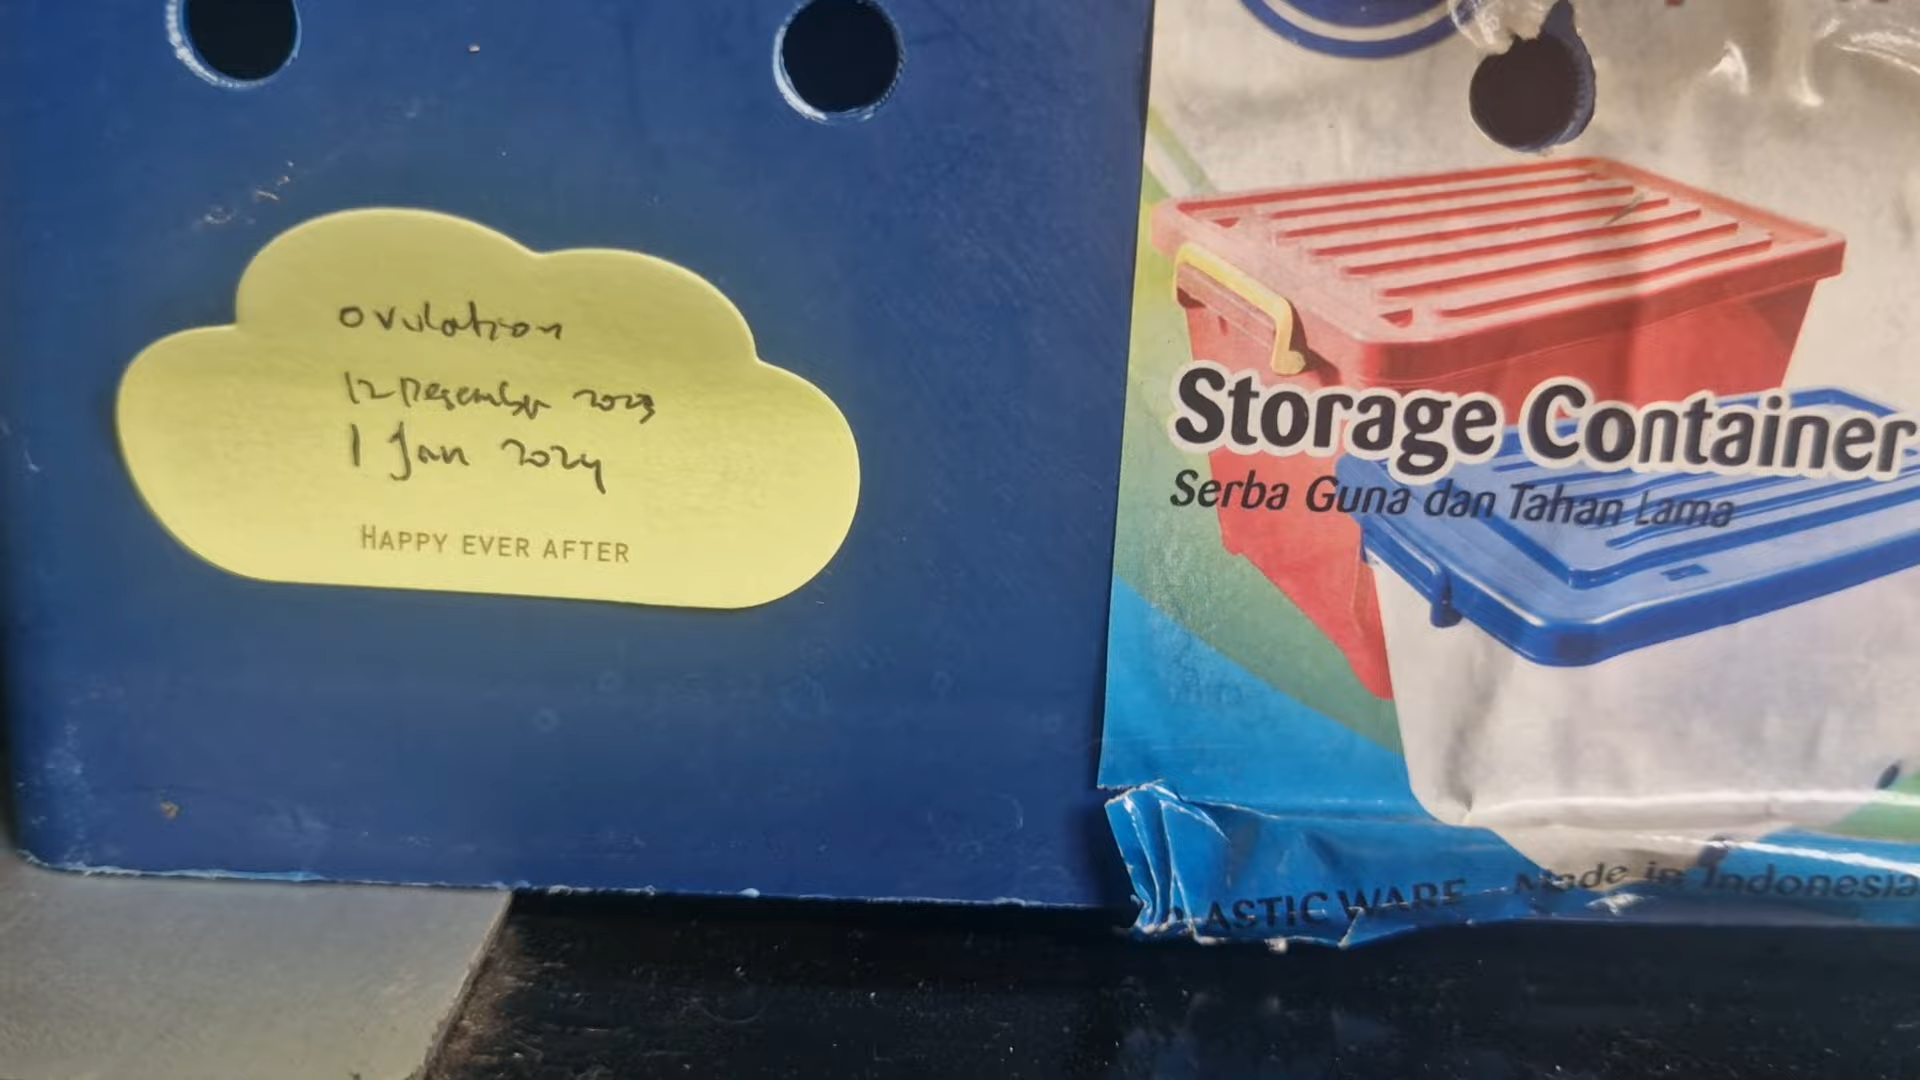 ovulation
12 Desember 2023
1 Jan 2024
HAPPY EVER AFTER
Storage Container
Serba Guna dan Tahan Lama
PLASTIC WARE Made in Indonesia